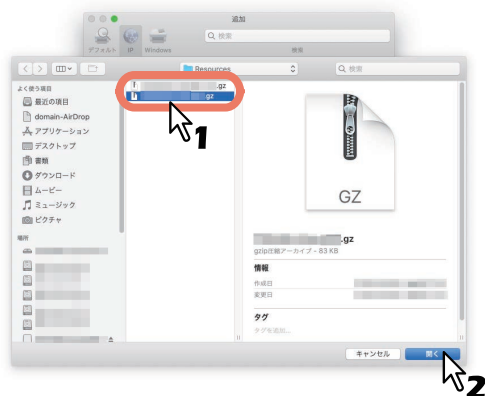 追加
検索
デフォルト IP Windows 検索
Resources
検索
よく使う項目
最近の項目
domain-AirDrop
アプリケーション
デスクトップ
書類
ダウンロード
ムービー
ミュージック
ピクチャ
場所
.gz
gz
1
GZ
.gz
gzip圧縮アーカイブ - 83 KB
情報
作成日
変更日
タグ
タグを追加...
キャンセル 開く
2